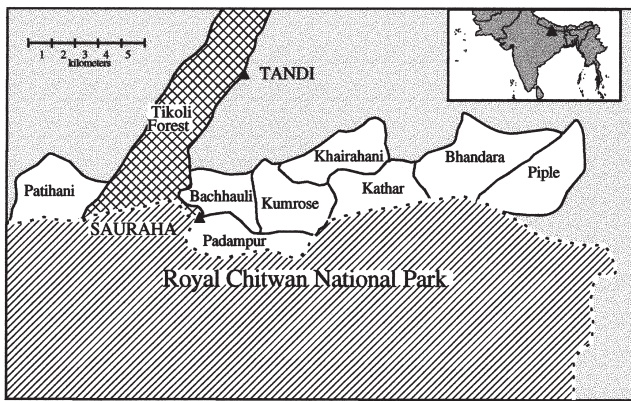 1 2 3 4 5
kilometers
TANDI
Tikoli
Forest
Khairahani
Bhandara
Patihani
Piple
Bachhauli
Kumrose
Kathar
SAURAHA
Padampur
Royal Chitwan National Park